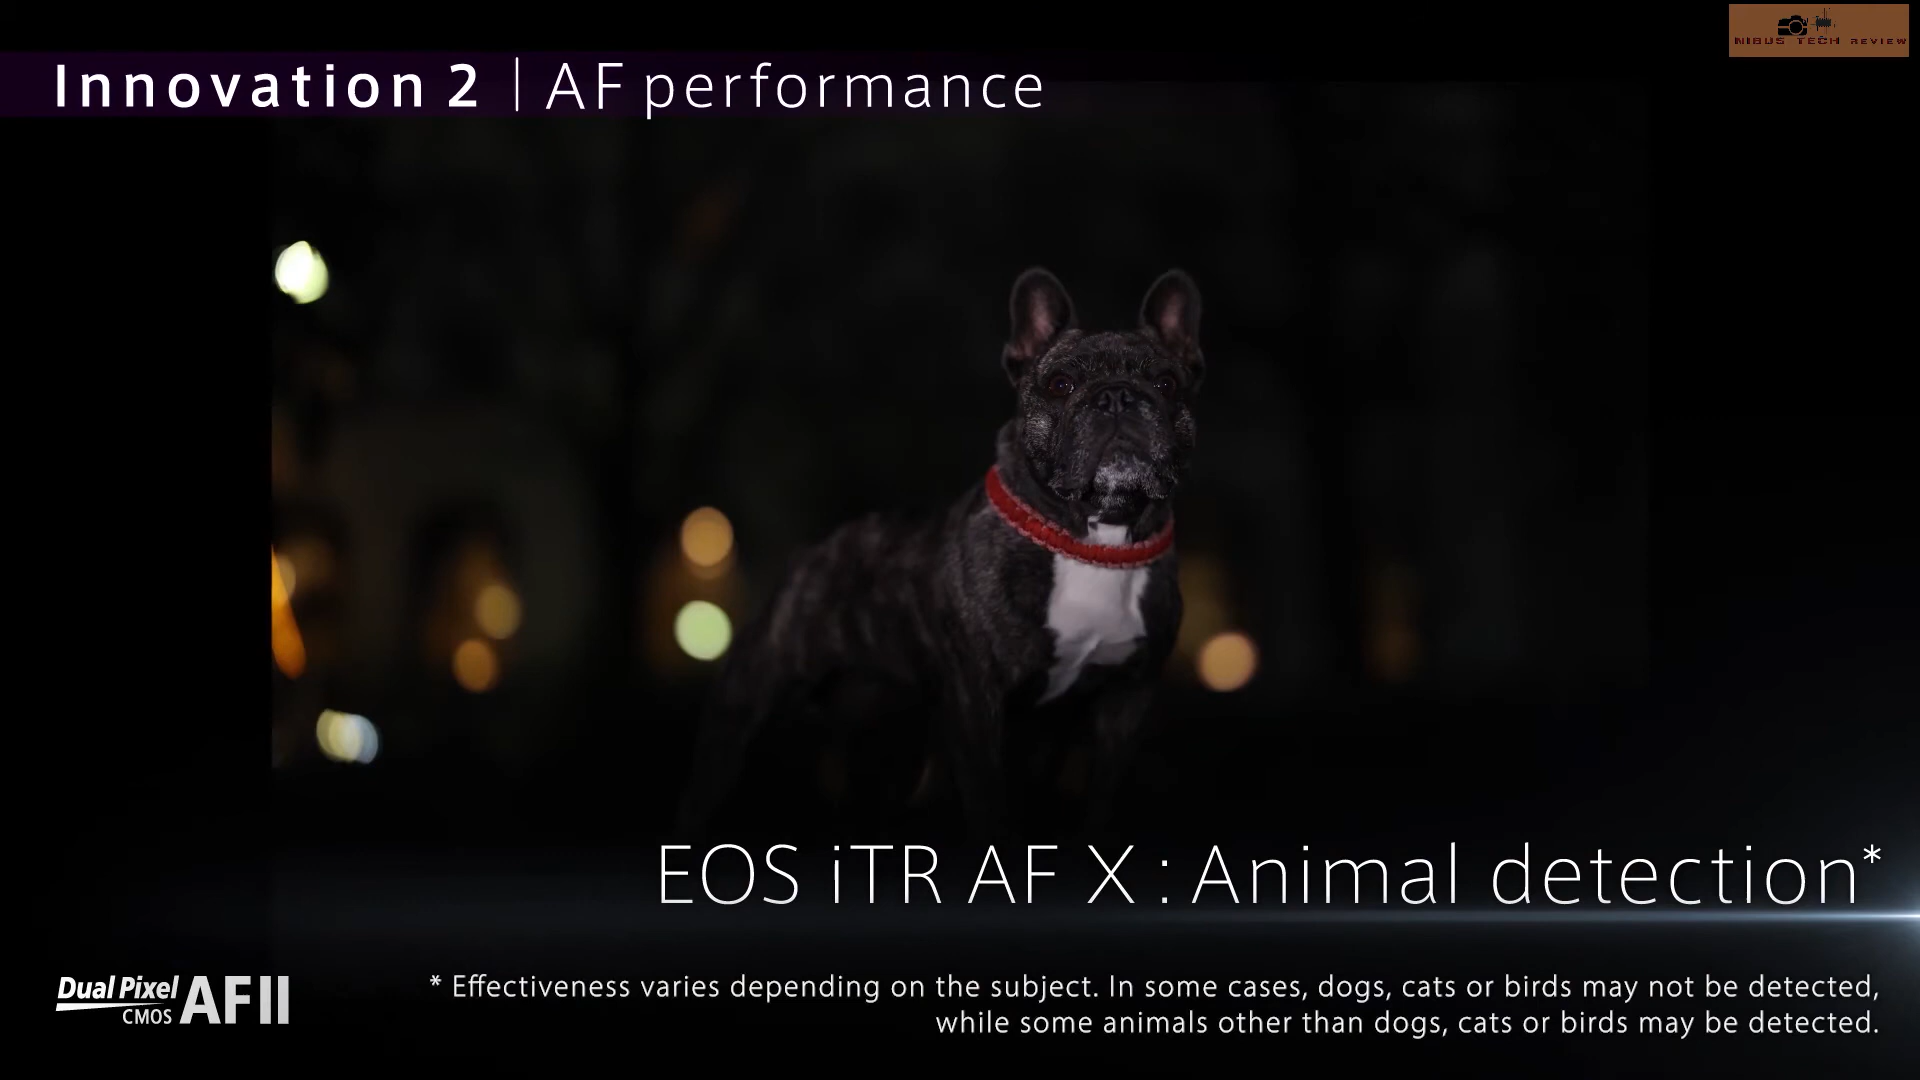 NIBUS TECH REVIEW
Innovation 2 | AF performance
EOS iTR AF X : Animal detection*
Dual Pixel
CMOS AF II
* Effectiveness varies depending on the subject. In some cases, dogs, cats or birds may not be detected,
while some animals other than dogs, cats or birds may be detected.